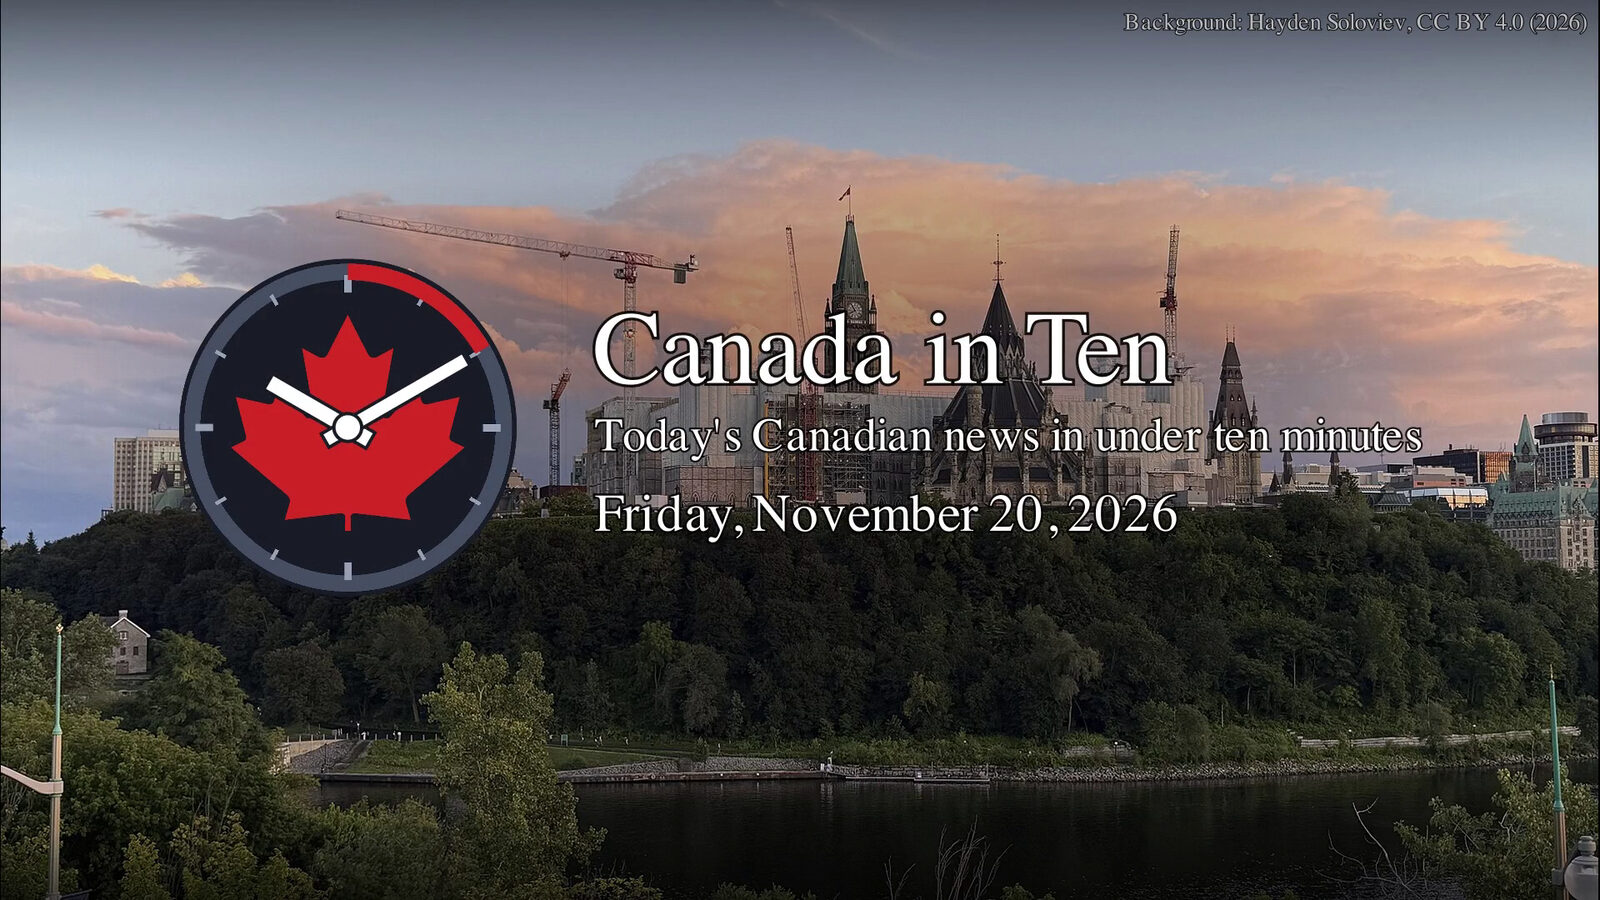 Background: Hayden Soloviev, CC BY 4.0 (2026)
Canada in Ten
Today's Canadian news in under ten minutes
Friday, November 20, 2026